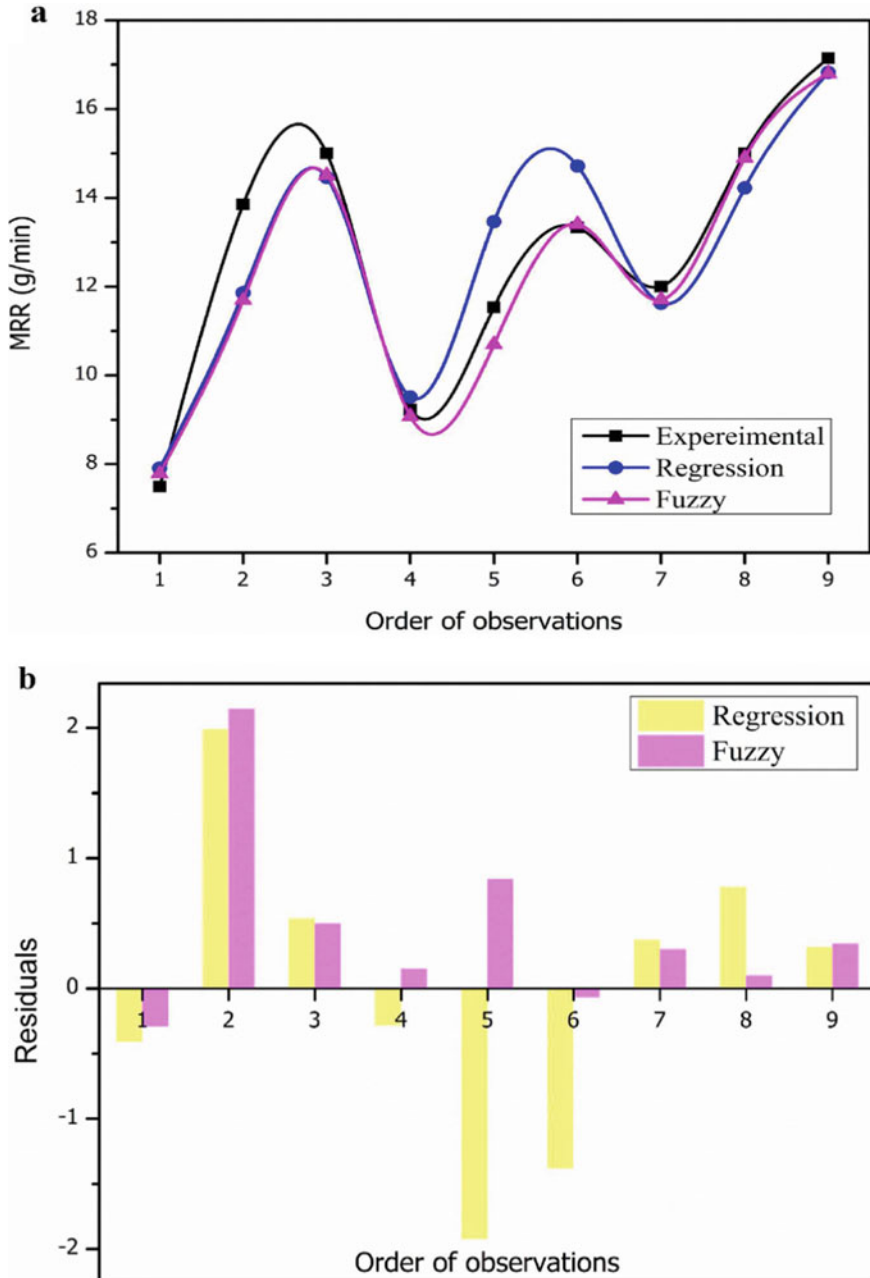 a
18
16
14
12
10
8
6
MRR (g/min)
Expereimental
Regression
Fuzzy
1 2 3 4 5 6 7 8 9
Order of observations
b
Regression
Fuzzy
2
1
0
-1
-2
Residuals
1 2 3 4 5 6 7 8 9
Order of observations